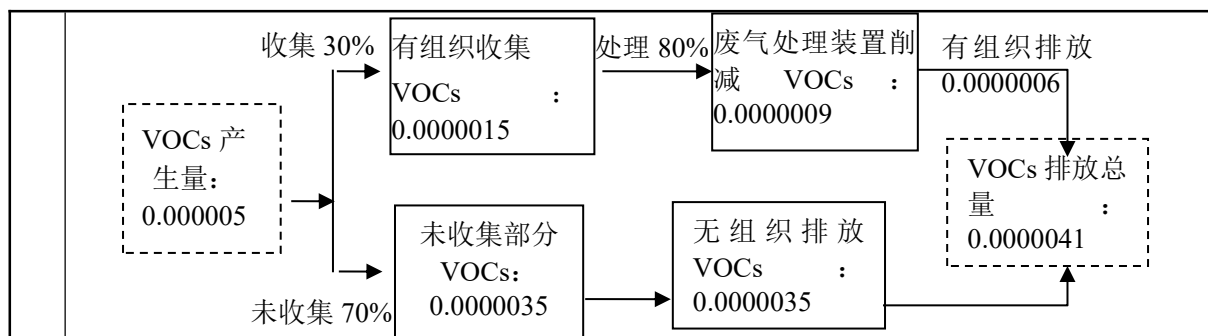 收集 30%
有组织收集
VOCs ：
0.0000015
处理 80%
废气处理装置削
减 VOCs ：
0.0000009
有组织排放
0.0000006
VOCs 产
生量：
0.000005
VOCs 排放总
量 ：
0.0000041
未收集部分
VOCs：
0.0000035
无组织排放
VOCs ：
0.0000035
未收集 70%